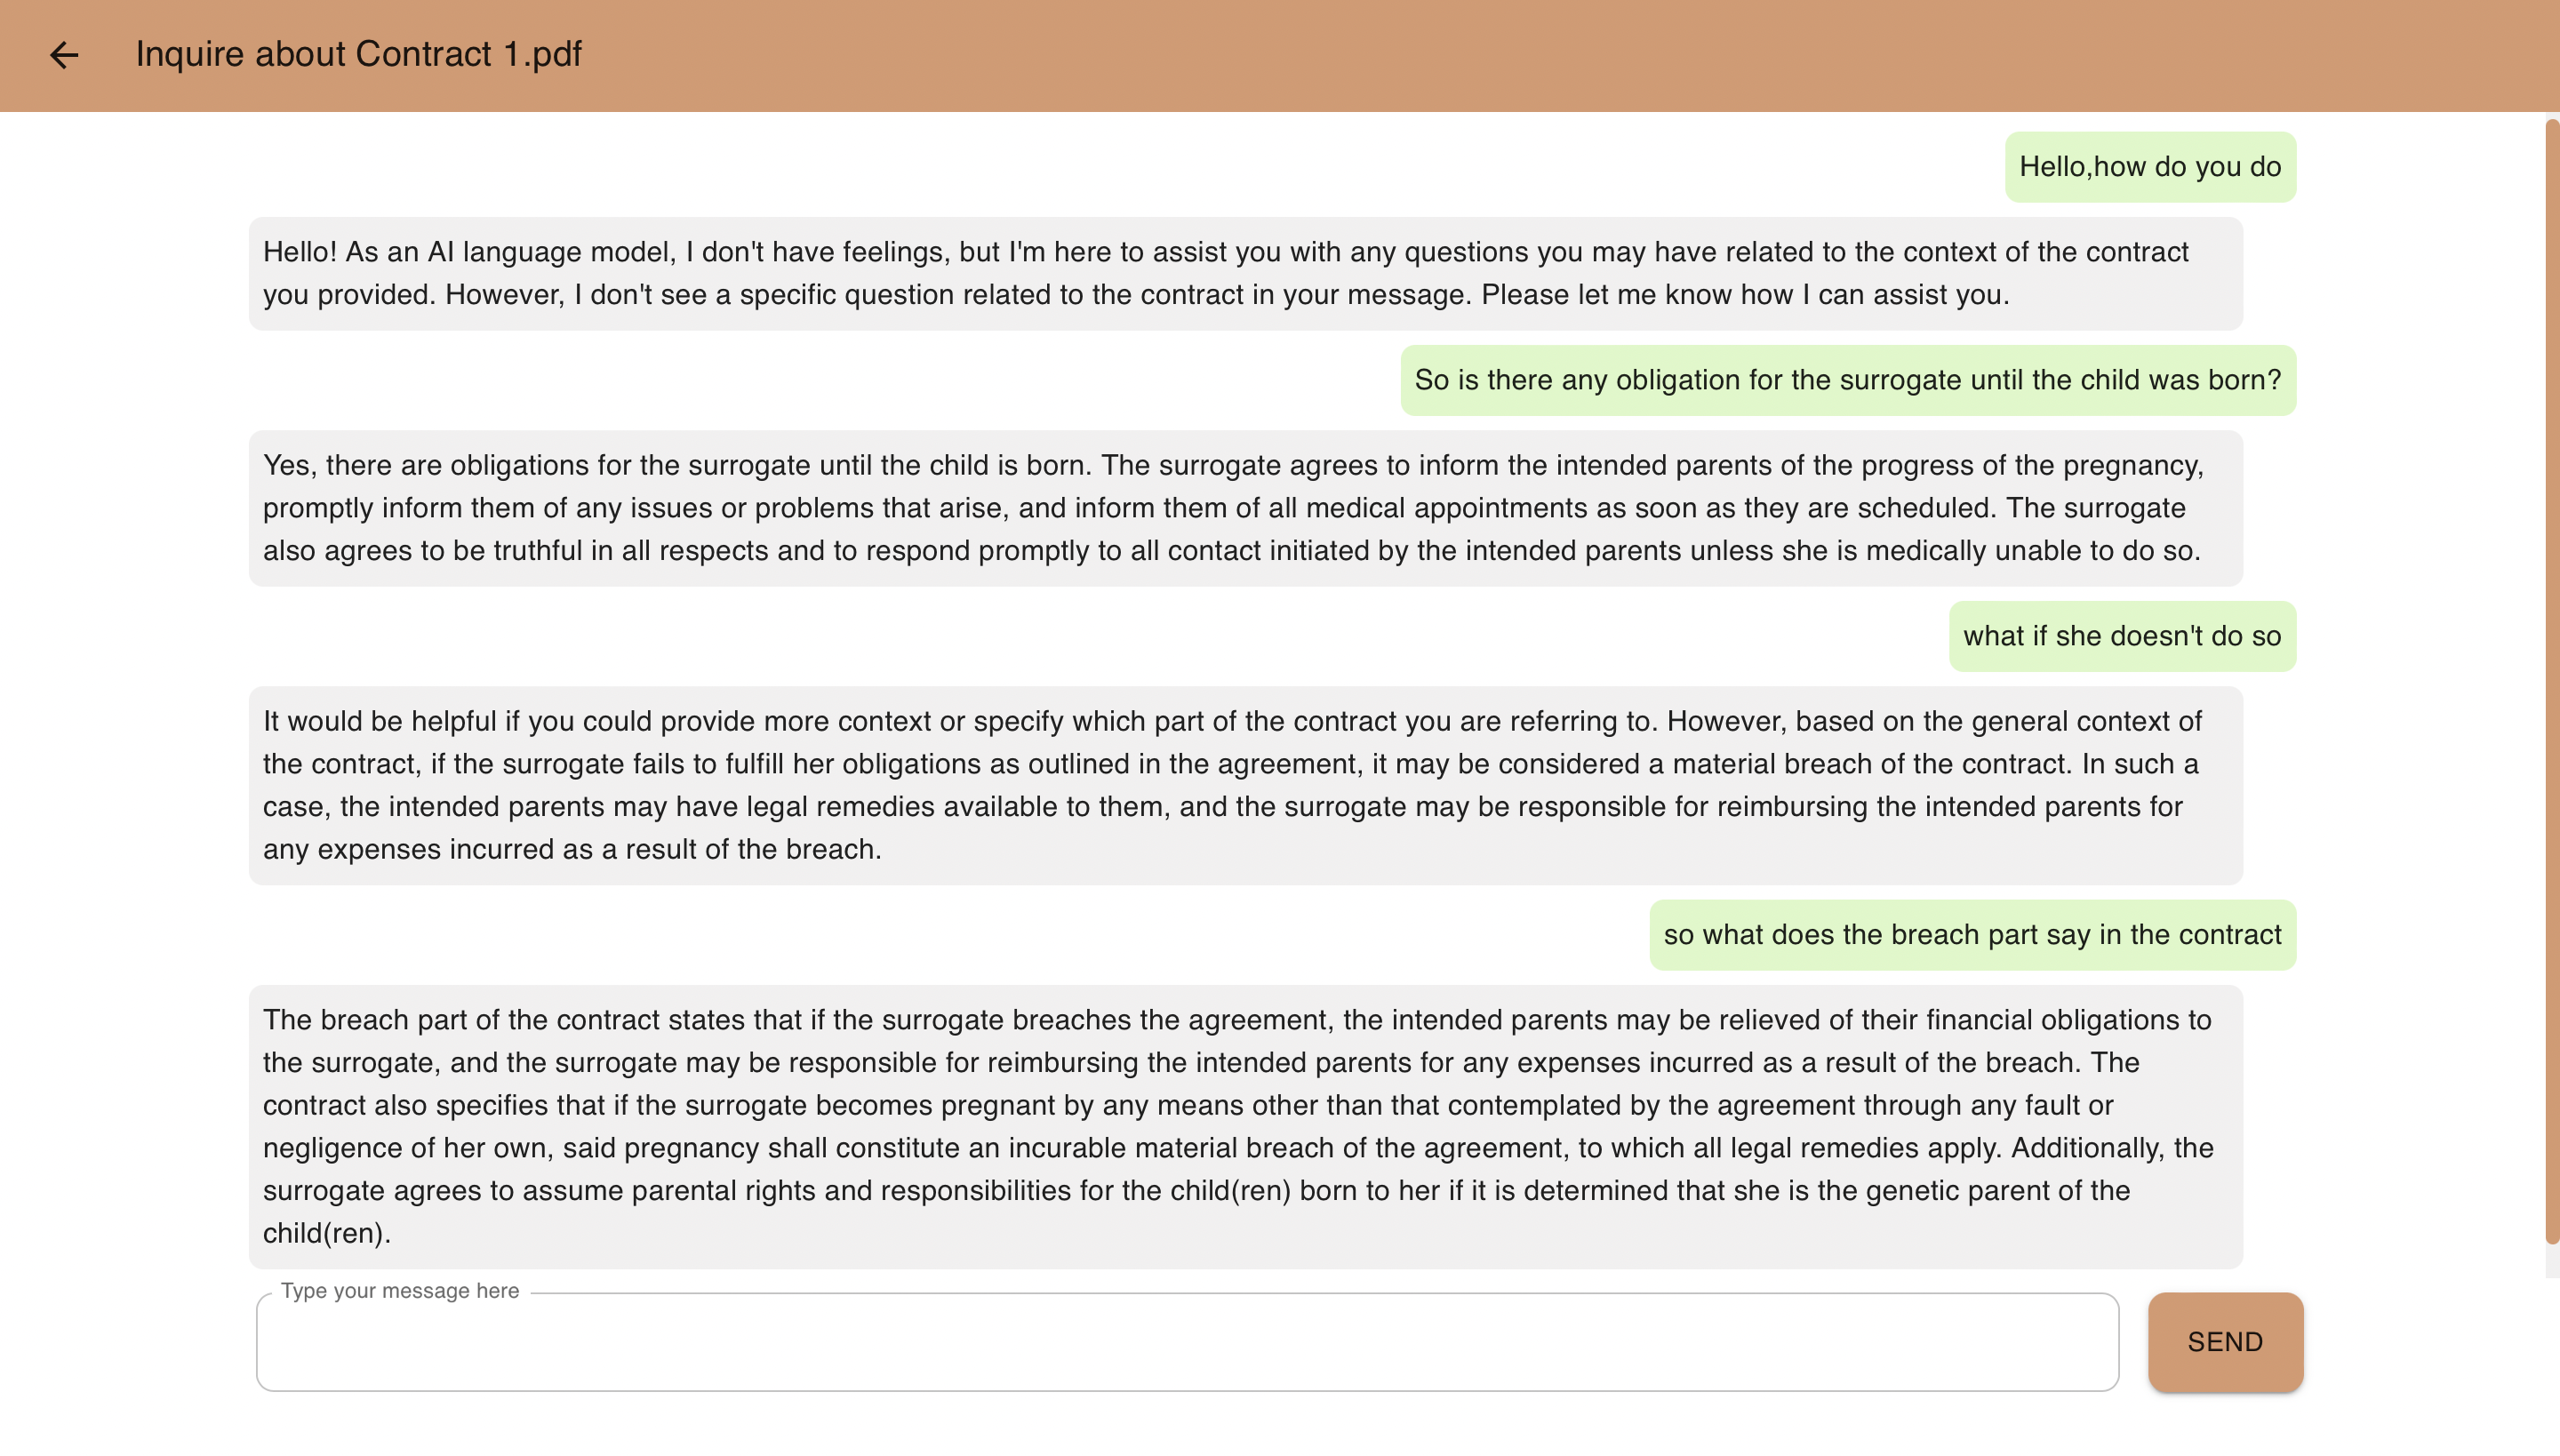 Inquire about Contract 1.pdf
Hello,how do you do
Hello! As an AI language model, I don't have feelings, but I'm here to assist you with any questions you may have related to the context of the contract
you provided. However, I don't see a specific question related to the contract in your message. Please let me know how I can assist you.
So is there any obligation for the surrogate until the child was born?
Yes, there are obligations for the surrogate until the child is born. The surrogate agrees to inform the intended parents of the progress of the pregnancy,
promptly inform them of any issues or problems that arise, and inform them of all medical appointments as soon as they are scheduled. The surrogate
also agrees to be truthful in all respects and to respond promptly to all contact initiated by the intended parents unless she is medically unable to do so.
what if she doesn't do so
It would be helpful if you could provide more context or specify which part of the contract you are referring to. However, based on the general context of
the contract, if the surrogate fails to fulfill her obligations as outlined in the agreement, it may be considered a material breach of the contract. In such a
case, the intended parents may have legal remedies available to them, and the surrogate may be responsible for reimbursing the intended parents for
any expenses incurred as a result of the breach.
so what does the breach part say in the contract
The breach part of the contract states that if the surrogate breaches the agreement, the intended parents may be relieved of their financial obligations to
the surrogate, and the surrogate may be responsible for reimbursing the intended parents for any expenses incurred as a result of the breach. The
contract also specifies that if the surrogate becomes pregnant by any means other than that contemplated by the agreement through any fault or
negligence of her own, said pregnancy shall constitute an incurable material breach of the agreement, to which all legal remedies apply. Additionally, the
surrogate agrees to assume parental rights and responsibilities for the child(ren) born to her if it is determined that she is the genetic parent of the
child(ren).
Type your message here
SEND